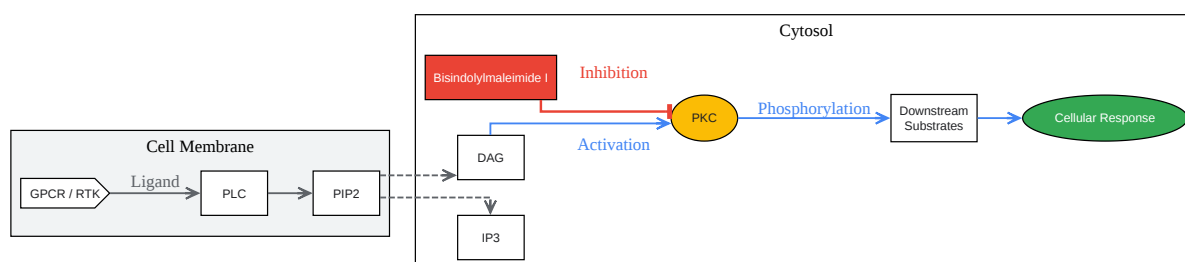 Cytosol
Bisindolylmaleimide I
Inhibition
PKC
Phosphorylation
Downstream
Substrates
Cellular Response
Activation
DAG
Cell Membrane
GPCR / RTK
Ligand
PLC
PIP2
IP3